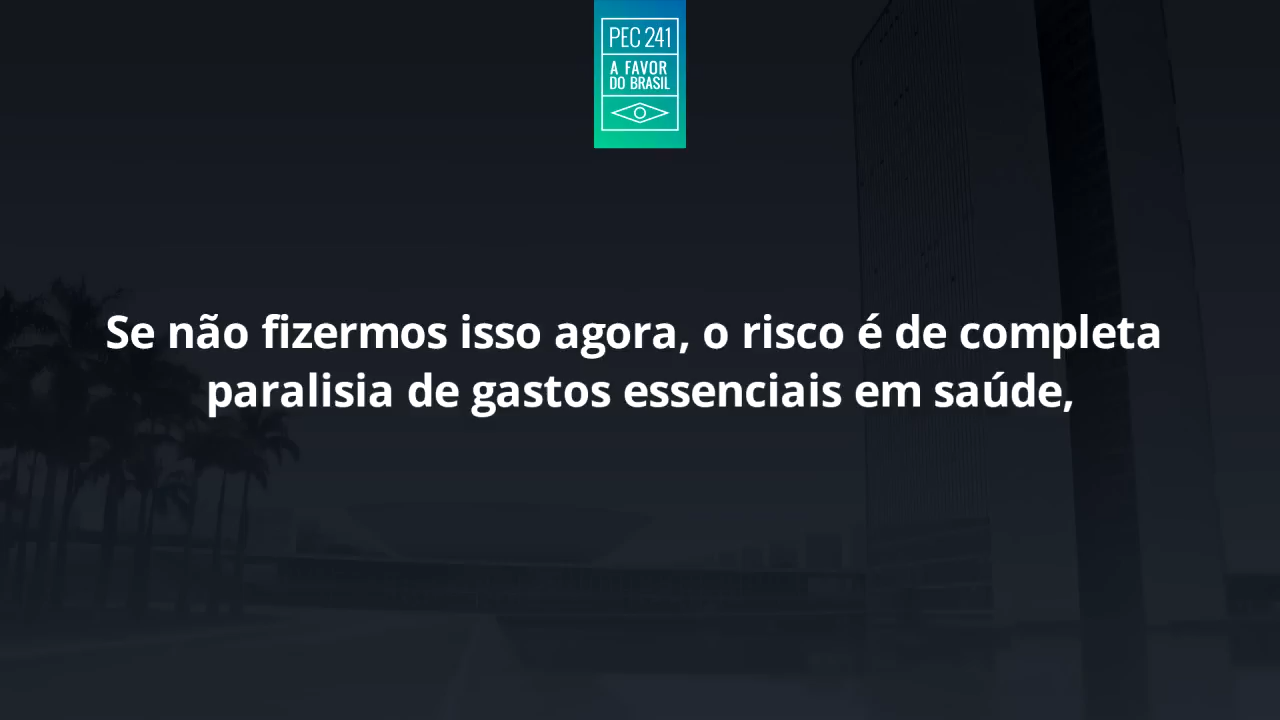 PEC 241
A FAVOR
DO BRASIL
Se não fizermos isso agora, o risco é de completa
paralisia de gastos essenciais em saúde,